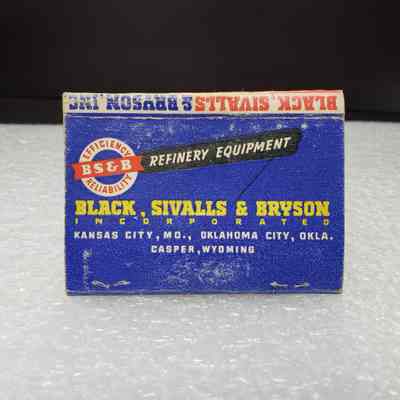 BLACK, SIVALLS & BRYSON, INC
EFFICIENCY
BS&B
RELIABILITY
REFINERY EQUIPMENT
BLACK, SIVALLS & BRYSON
INCORPORATED
KANSAS CITY, MO., OKLAHOMA CITY, OKLA.
CASPER, WYOMING